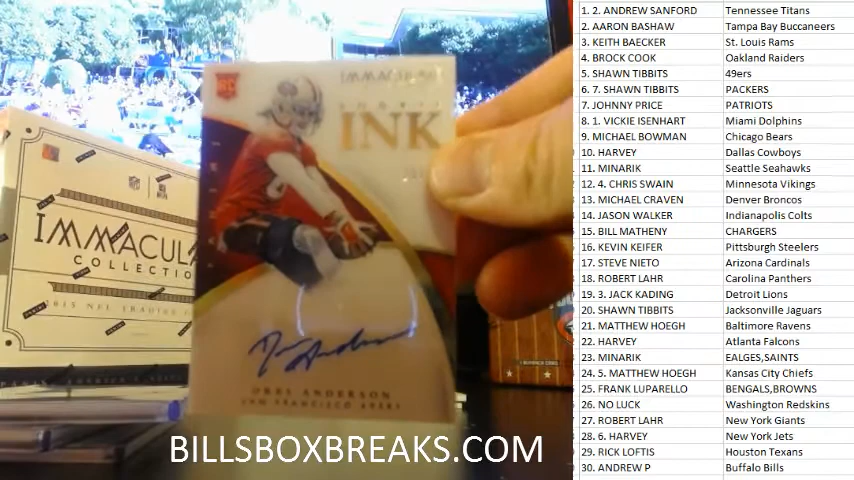 IMMACULATE
INK
DRES ANDERSON
SAN FRANCISCO 49ERS
IMMACULA
COLLECTIO
2015 NFL TRADING
BILLSBOXBREAKS.COM
1. 2. ANDREW SANFORD Tennessee Titans
2. AARON BASHAW Tampa Bay Buccaneers
3. KEITH BAECKER St. Louis Rams
4. BROCK COOK Oakland Raiders
5. SHAWN TIBBITS 49ers
6. 7. SHAWN TIBBITS PACKERS
7. JOHNNY PRICE PATRIOTS
8. 1. VICKIE ISENHART Miami Dolphins
9. MICHAEL BOWMAN Chicago Bears
10. HARVEY Dallas Cowboys
11. MINARIK Seattle Seahawks
12. 4. CHRIS SWAIN Minnesota Vikings
13. MICHAEL CRAVEN Denver Broncos
14. JASON WALKER Indianapolis Colts
15. BILL MATHENY CHARGERS
16. KEVIN KEIFER Pittsburgh Steelers
17. STEVE NIETO Arizona Cardinals
18. ROBERT LAHR Carolina Panthers
19. 3. JACK KADING Detroit Lions
20. SHAWN TIBBITS Jacksonville Jaguars
21. MATTHEW HOEGH Baltimore Ravens
22. HARVEY Atlanta Falcons
23. MINARIK EALGES,SAINTS
24. 5. MATTHEW HOEGH Kansas City Chiefs
25. FRANK LUPARELLO BENGALS,BROWNS
26. NO LUCK Washington Redskins
27. ROBERT LAHR New York Giants
28. 6. HARVEY New York Jets
29. RICK LOFTIS Houston Texans
30. ANDREW P Buffalo Bills